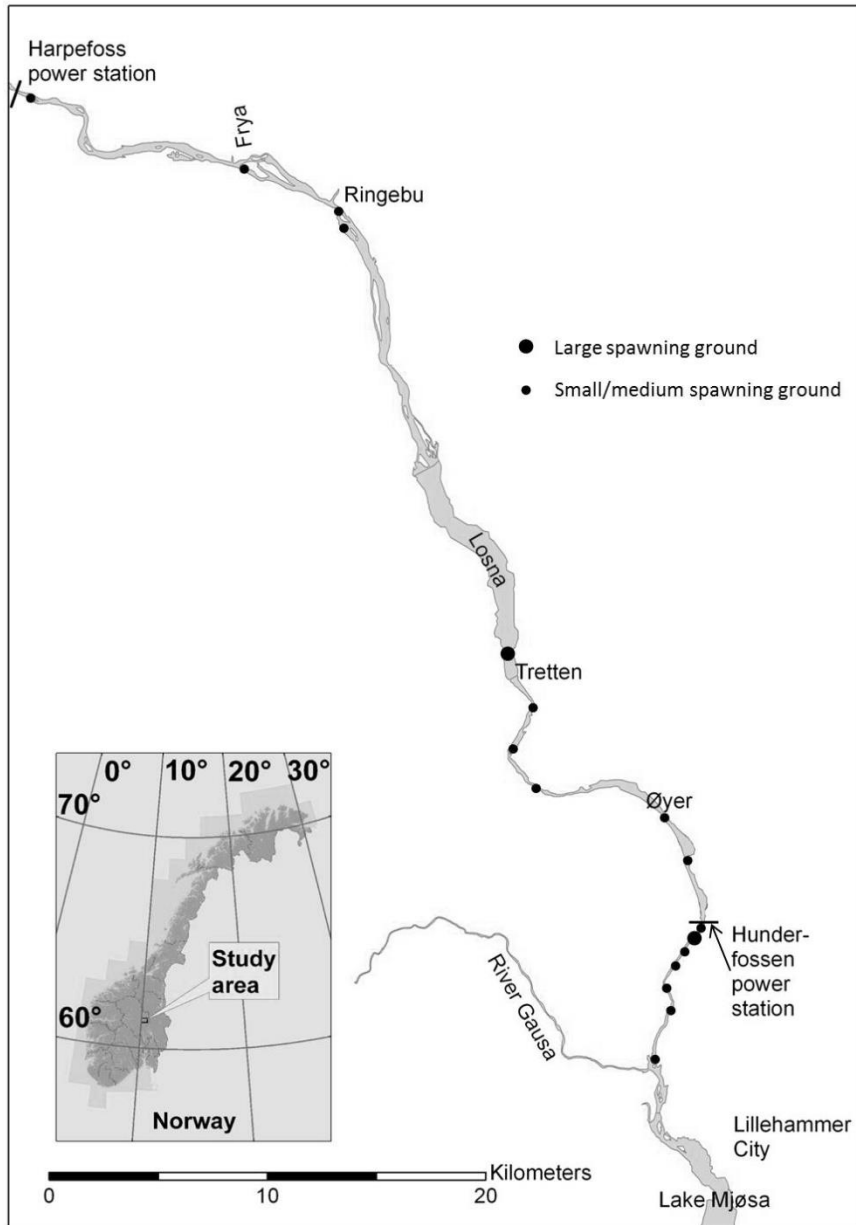 Harpefoss
power station
Frya
Ringebu
Large spawning ground
Small/medium spawning ground
Losna
Tretten
0° 10° 20° 30°
70°
Øyer
Study
area
60°
Norway
River Gausa
Hunder-
fossen
power
station
Lillehammer
City
Kilometers
0 10 20
Lake Mjøsa